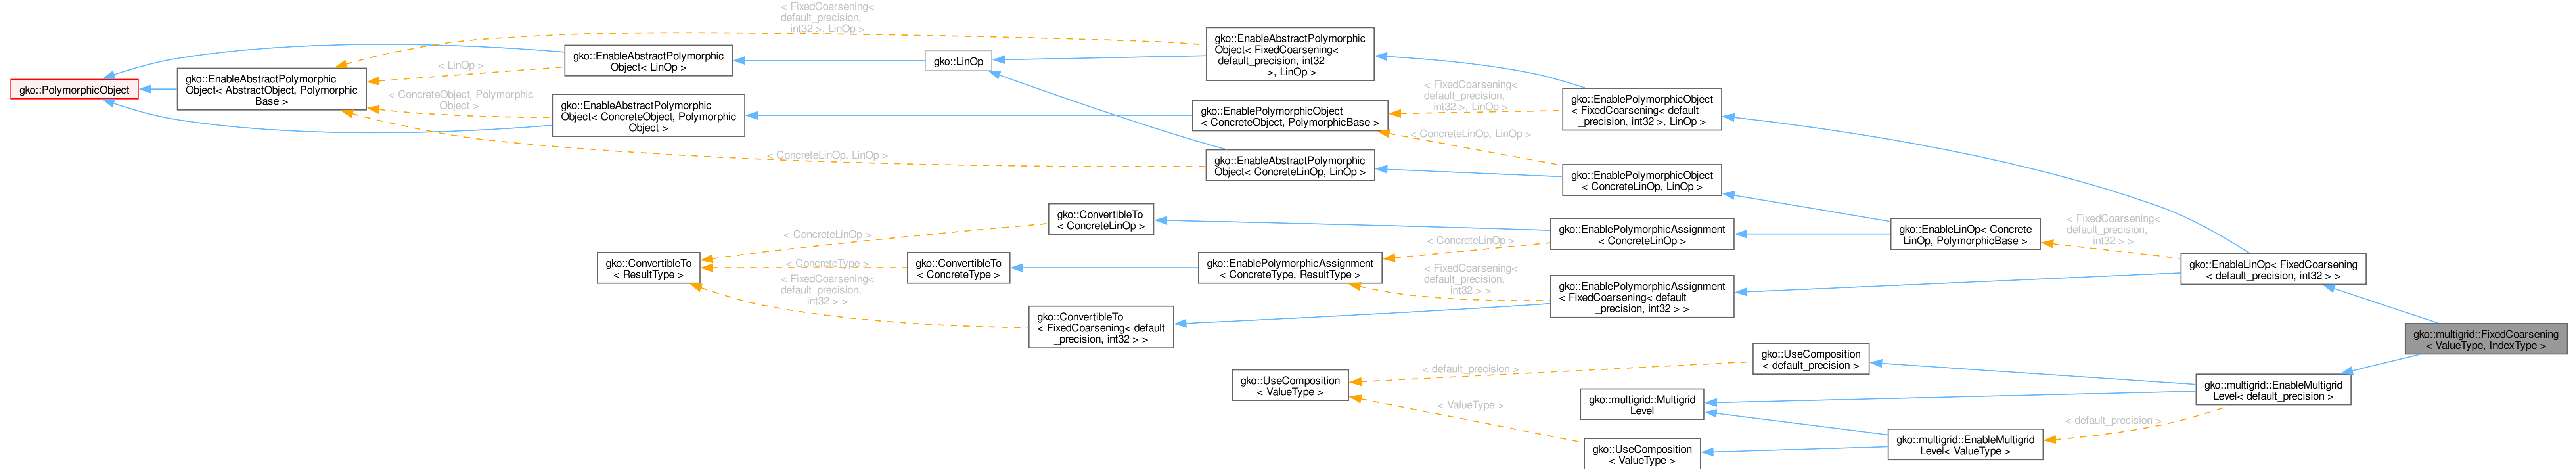 gko::PolymorphicObject
gko::EnableAbstractPolymorphic
Object< AbstractObject, Polymorphic
Base >
< FixedCoarsening<
default_precision,
int32 >, LinOp >
< LinOp >
< ConcreteObject, Polymorphic
Object >
< ConcreteLinOp, LinOp >
gko::EnableAbstractPolymorphic
Object< LinOp >
gko::EnableAbstractPolymorphic
Object< ConcreteObject, Polymorphic
Object >
gko::LinOp
gko::EnableAbstractPolymorphic
Object< FixedCoarsening<
default_precision, int32
>, LinOp >
gko::EnablePolymorphicObject
< ConcreteObject, PolymorphicBase >
gko::EnableAbstractPolymorphic
Object< ConcreteLinOp, LinOp >
< FixedCoarsening<
default_precision,
int32 >, LinOp >
< ConcreteLinOp, LinOp >
gko::EnablePolymorphicObject
< FixedCoarsening< default
_precision, int32 >, LinOp >
gko::EnablePolymorphicObject
< ConcreteLinOp, LinOp >
gko::ConvertibleTo
< ResultType >
< ConcreteLinOp >
< ConcreteType >
< FixedCoarsening<
default_precision,
int32 > >
gko::ConvertibleTo
< ConcreteLinOp >
gko::ConvertibleTo
< ConcreteType >
gko::ConvertibleTo
< FixedCoarsening< default
_precision, int32 > >
gko::EnablePolymorphicAssignment
< ConcreteType, ResultType >
< ConcreteLinOp >
< FixedCoarsening<
default_precision,
int32 > >
gko::EnablePolymorphicAssignment
< ConcreteLinOp >
gko::EnablePolymorphicAssignment
< FixedCoarsening< default
_precision, int32 > >
gko::EnableLinOp< Concrete
LinOp, PolymorphicBase >
< FixedCoarsening<
default_precision,
int32 > >
gko::EnableLinOp< FixedCoarsening
< default_precision, int32 > >
gko::multigrid::FixedCoarsening
< ValueType, IndexType >
gko::UseComposition
< ValueType >
< default_precision >
< ValueType >
gko::UseComposition
< default_precision >
gko::multigrid::Multigrid
Level
gko::UseComposition
< ValueType >
gko::multigrid::EnableMultigrid
Level< ValueType >
< default_precision >
gko::multigrid::EnableMultigrid
Level< default_precision >